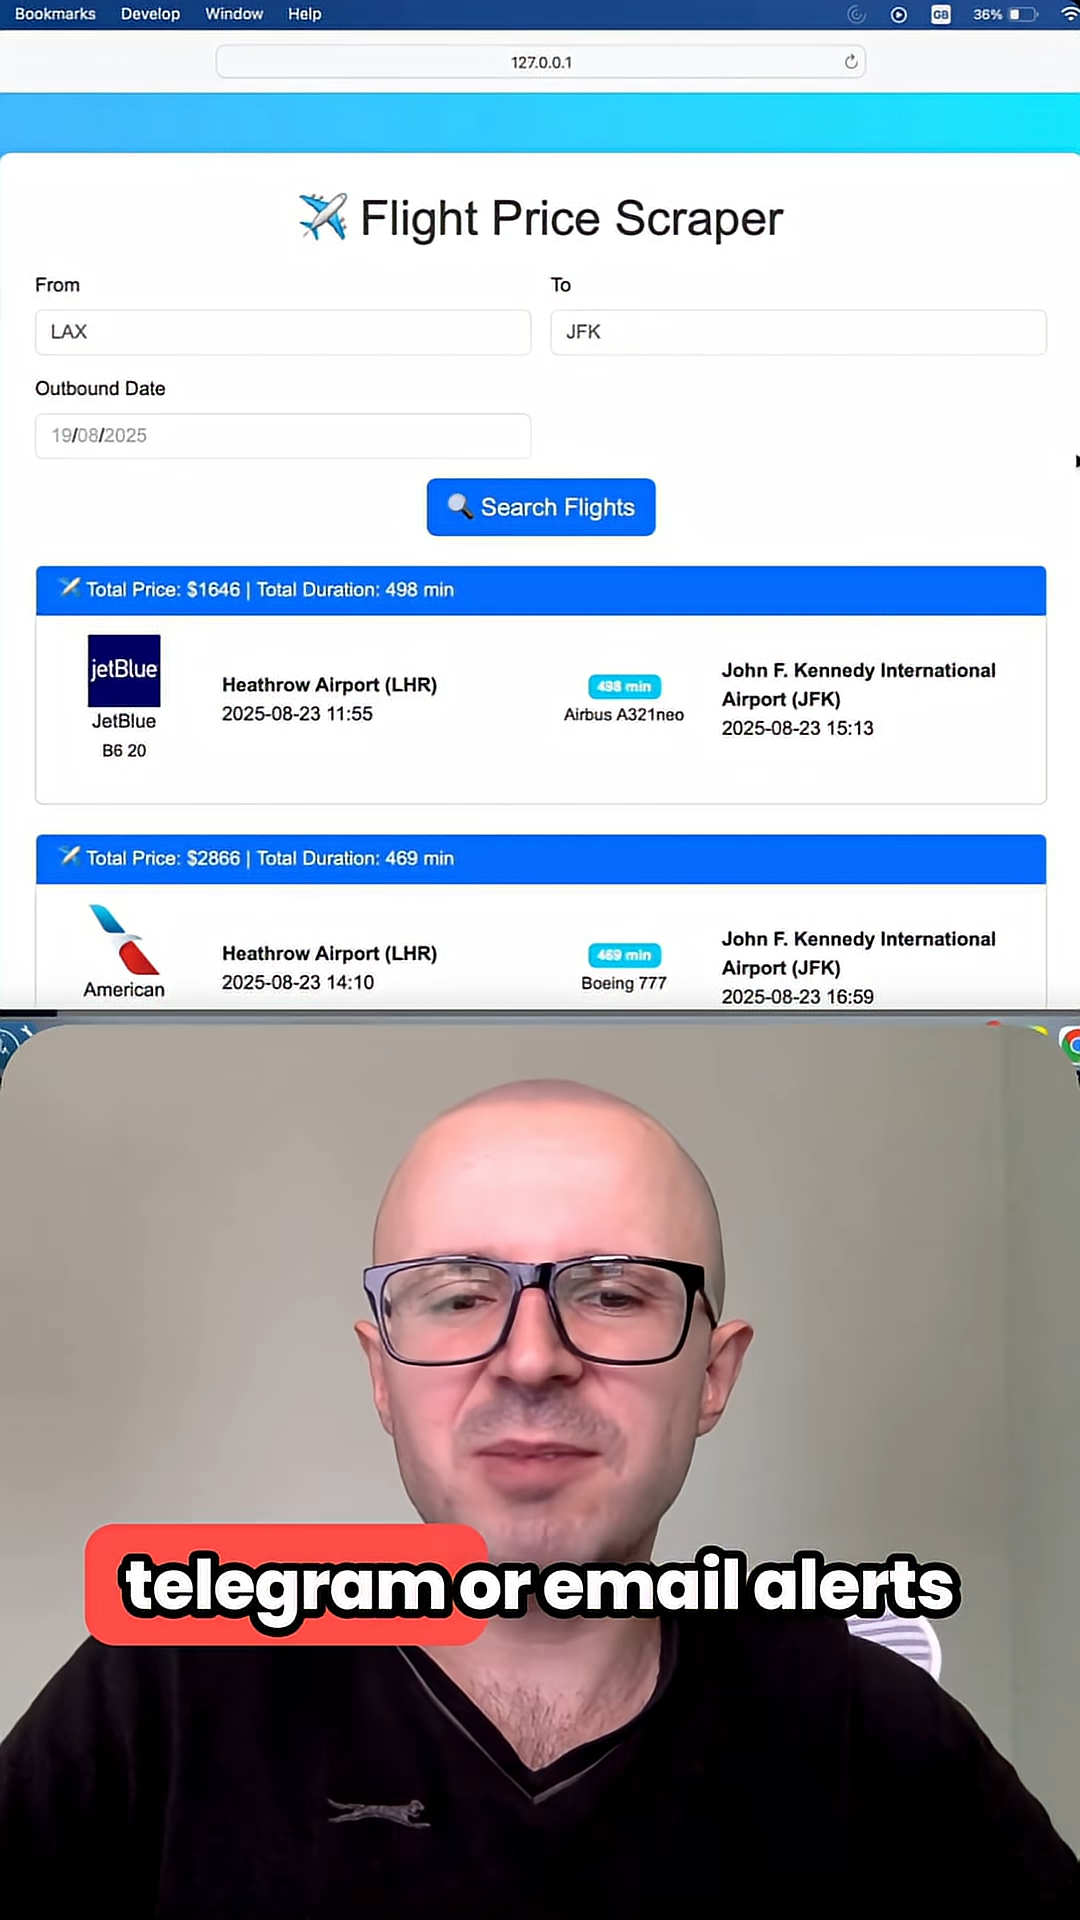 Bookmarks Develop Window Help GB 36%
127.0.0.1
Flight Price Scraper
From To
LAX JFK
Outbound Date
19/08/2025
Search Flights
Total Price: $1646 | Total Duration: 498 min
jetBlue
JetBlue
B6 20
Heathrow Airport (LHR)
2025-08-23 11:55
498 min
Airbus A321neo
John F. Kennedy International
Airport (JFK)
2025-08-23 15:13
Total Price: $2866 | Total Duration: 469 min
American
Heathrow Airport (LHR)
2025-08-23 14:10
469 min
Boeing 777
John F. Kennedy International
Airport (JFK)
2025-08-23 16:59
telegram or email alerts